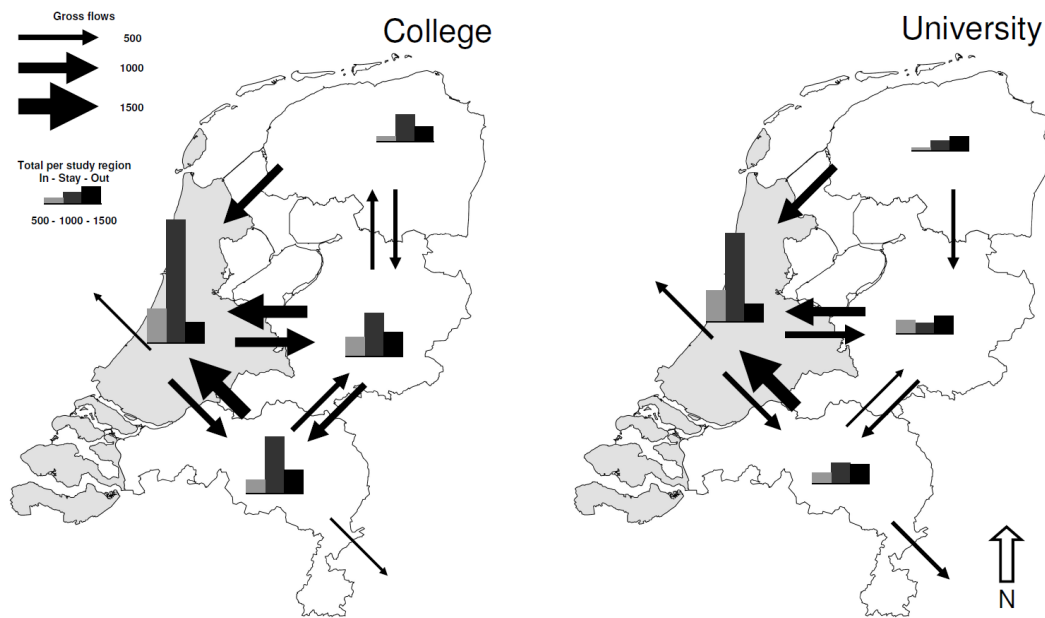 College
University
Gross flows
500
1000
1500
Total per study region
In - Stay - Out
500 - 1000 - 1500
N